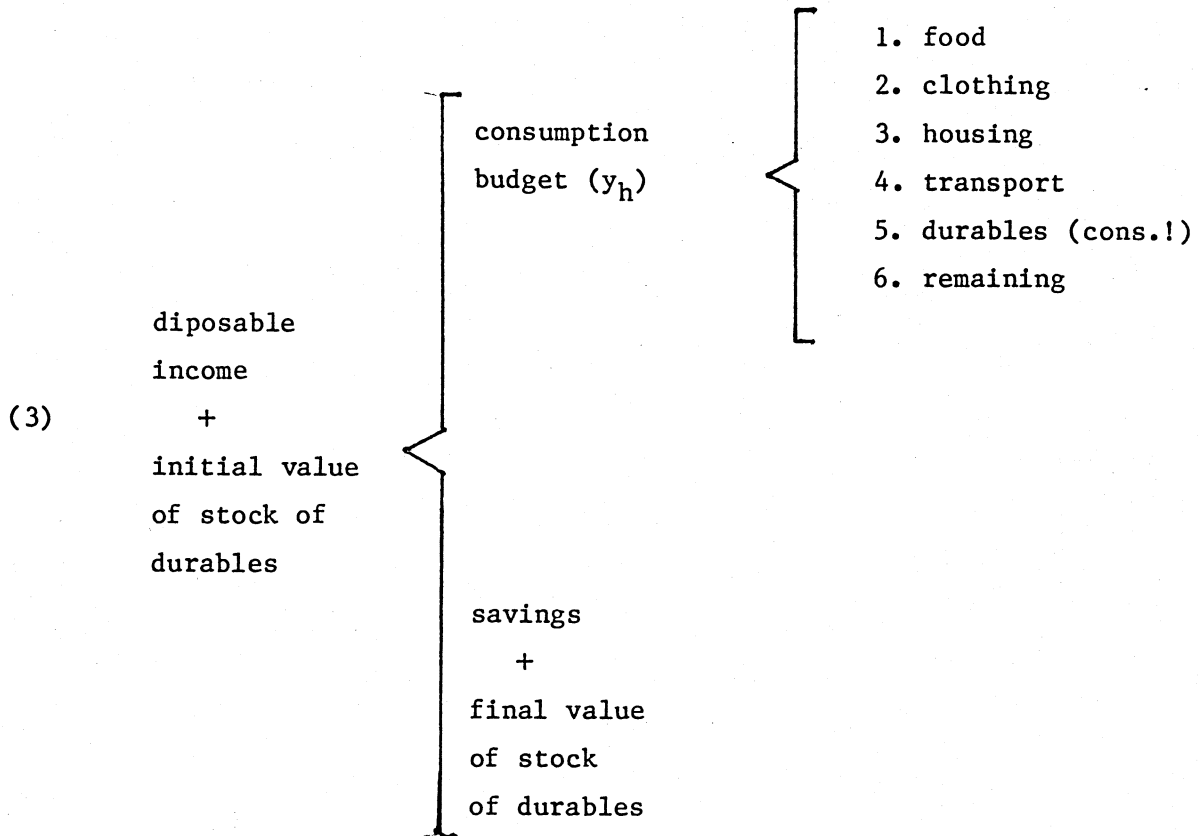 (3)
diposable
income
+
initial value
of stock of
durables
consumption
budget (y_h)
savings
+
final value
of stock
of durables
1. food
2. clothing
3. housing
4. transport
5. durables (cons.!)
6. remaining